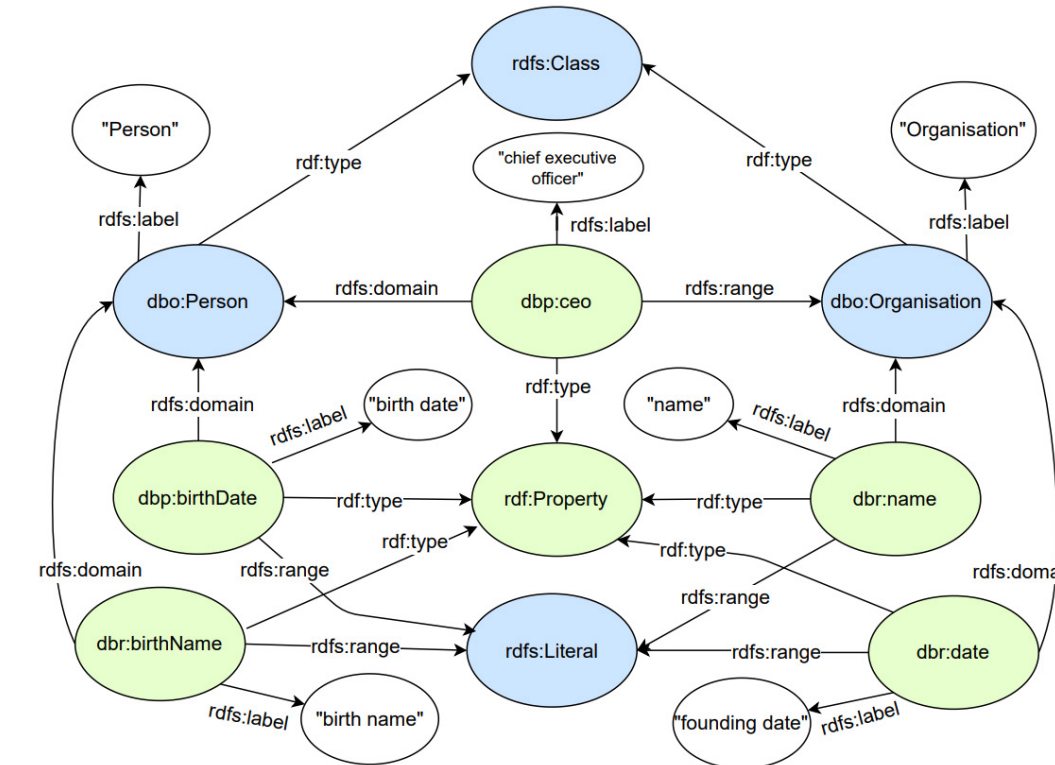 rdfs:Class
"Person"
"Organisation"
rdf:type
rdf:type
"chief executive
officer"
rdfs:label
rdfs:label
rdfs:label
dbo:Person
rdfs:domain
dbp:ceo
rdfs:range
dbo:Organisation
rdf:type
rdfs:domain
rdfs:label
"birth date"
"name"
rdfs:label
rdfs:domain
dbp:birthDate
rdf:type
rdf:Property
rdf:type
dbr:name
rdf:type
rdf:type
rdfs:domain
rdfs:range
rdfs:doma
rdfs:range
dbr:birthName
rdfs:range
rdfs:Literal
rdfs:range
dbr:date
rdfs:label
"birth name"
"founding date"
rdfs:label